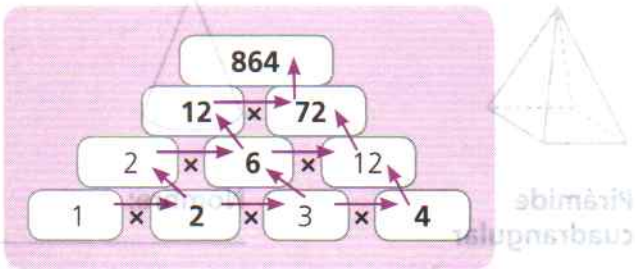 864
12 × 72
2 × 6 × 12
1 × 2 × 3 × 4
Pirámide
cuadrangular